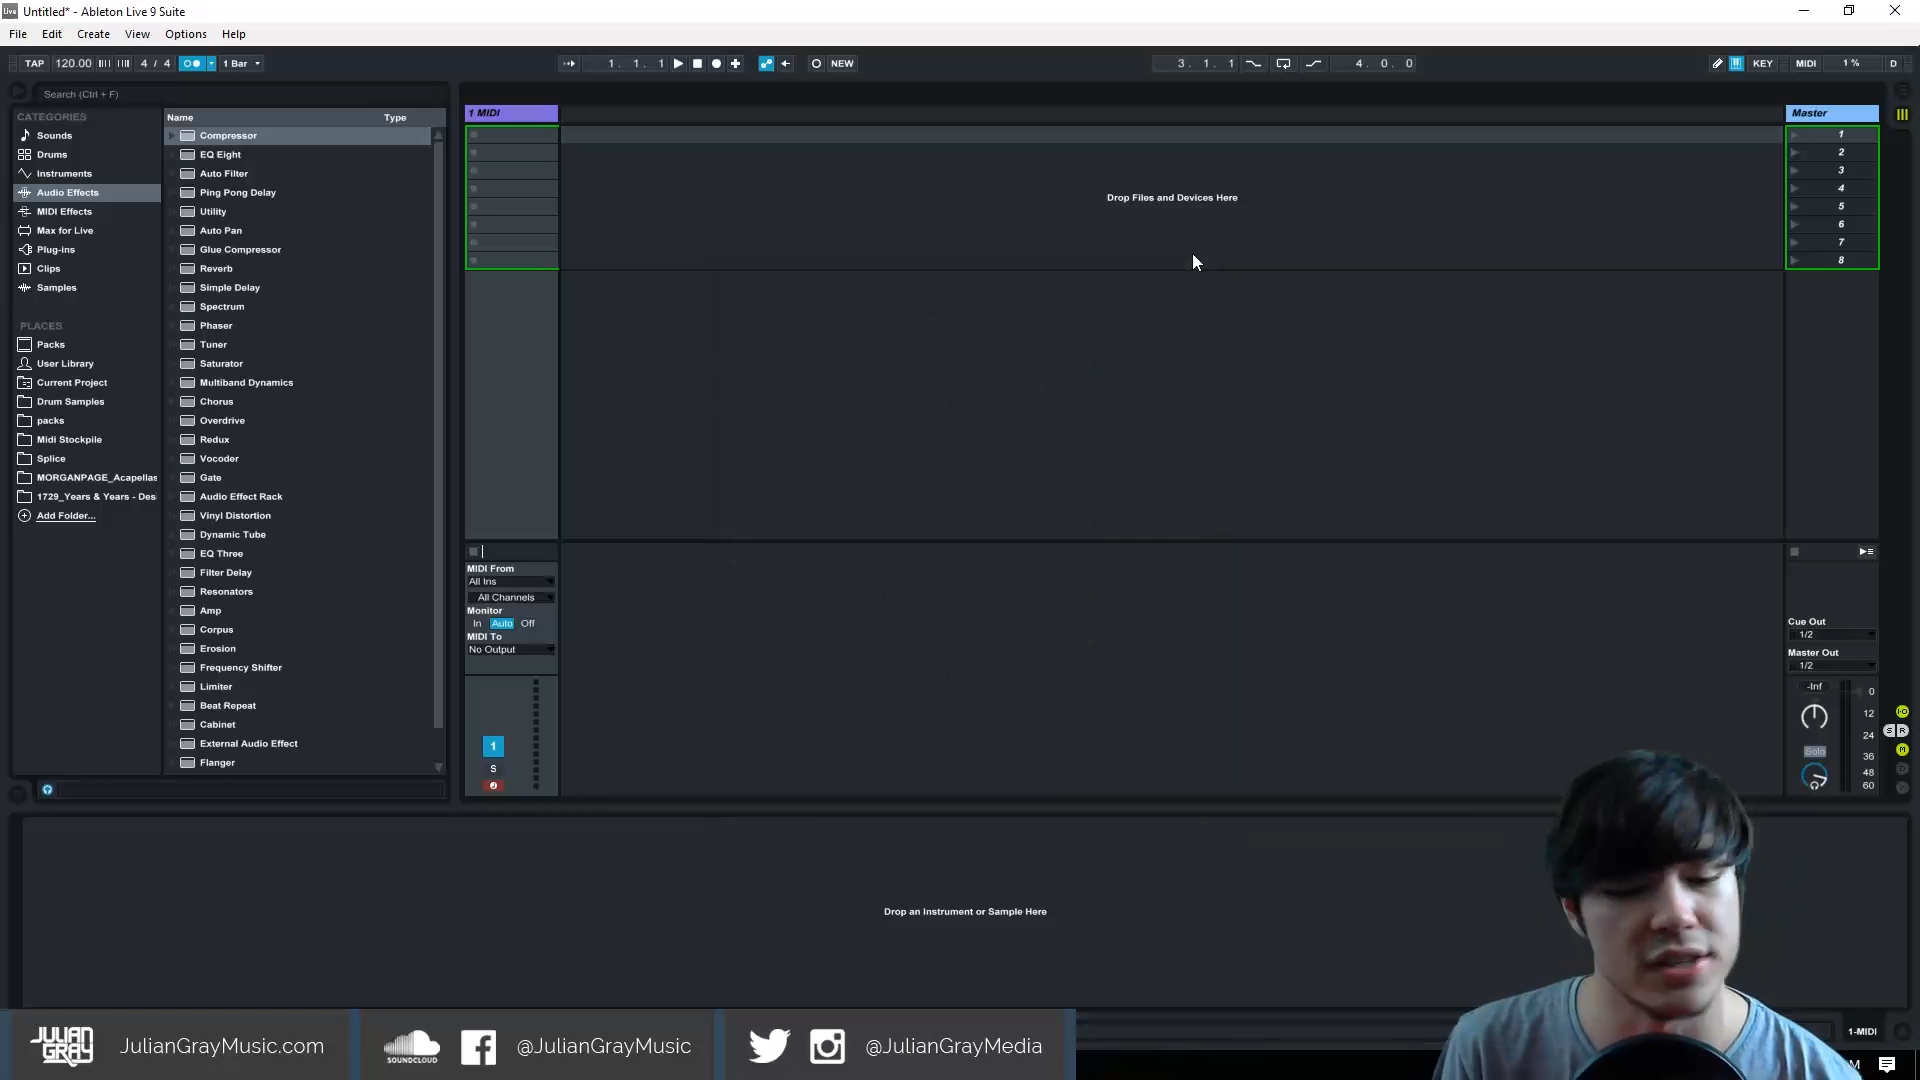 Live Untitled* - Ableton Live 9 Suite
File Edit Create View Options Help
TAP 120.00 4 / 4 1 Bar 1. 1. 1 NEW 3. 1. 1 4. 0. 0 KEY MIDI 1 % D
Search (Ctrl + F)
CATEGORIES
Sounds
Drums
Instruments
Audio Effects
MIDI Effects
Max for Live
Plug-ins
Clips
Samples
PLACES
Packs
User Library
Current Project
Drum Samples
packs
Midi Stockpile
Splice
MORGANPAGE_Acapellas
1729_Years & Years - Des
Add Folder...
Name Type
Compressor
EQ Eight
Auto Filter
Ping Pong Delay
Utility
Auto Pan
Glue Compressor
Reverb
Simple Delay
Spectrum
Phaser
Tuner
Saturator
Multiband Dynamics
Chorus
Overdrive
Redux
Vocoder
Gate
Audio Effect Rack
Vinyl Distortion
Dynamic Tube
EQ Three
Filter Delay
Resonators
Amp
Corpus
Erosion
Frequency Shifter
Limiter
Beat Repeat
Cabinet
External Audio Effect
Flanger
1 MIDI
Drop Files and Devices Here
MIDI From
All Ins
All Channels
Monitor
In Auto Off
MIDI To
No Output
1
S
Master
1
2
3
4
5
6
7
8
Cue Out
1/2
Master Out
1/2
-Inf 0
12
24
Solo 36
48
60
S R
M
D
Drop an Instrument or Sample Here
1-MIDI
JULIAN
GRAY
JulianGrayMusic.com
SOUNDCLOUD
@JulianGrayMusic
@JulianGrayMedia